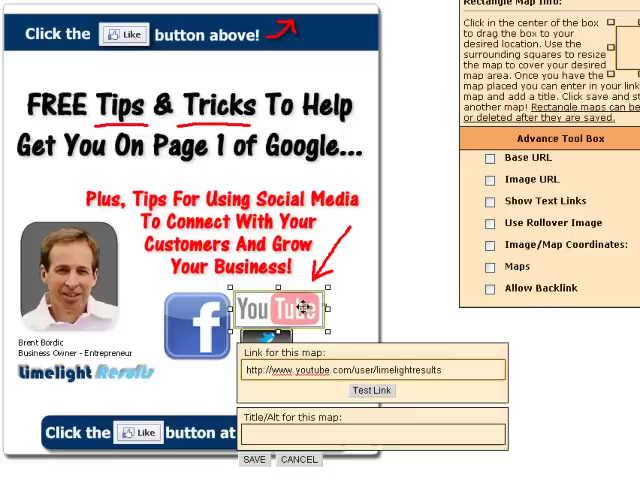 Rectangle Map Info:
Click in the center of the box
to drag the box to your
desired location. Use the
surrounding squares to resize
the map to cover your desired
map area. Once you have the
map placed you can enter in your link
map and add a title. Click save and
another map! Rectangle maps can be
or deleted after they are saved.
Click the Like button above!
FREE Tips & Tricks To Help
Get You On Page 1 of Google...
Plus, Tips For Using Social Media
To Connect With Your
Customers And Grow
Your Business!
f
YouTube
Brent Bordic
Business Owner - Entrepreneur
Limelight Results
Click the Like button
Advance Tool Box
Base URL
Image URL
Show Text Links
Use Rollover Image
Image/Map Coordinates:
Maps
Allow Backlink
Link for this map:
http://www.youtube.com/user/limelightresults
Test Link
Title/Alt for this map:
SAVE CANCEL